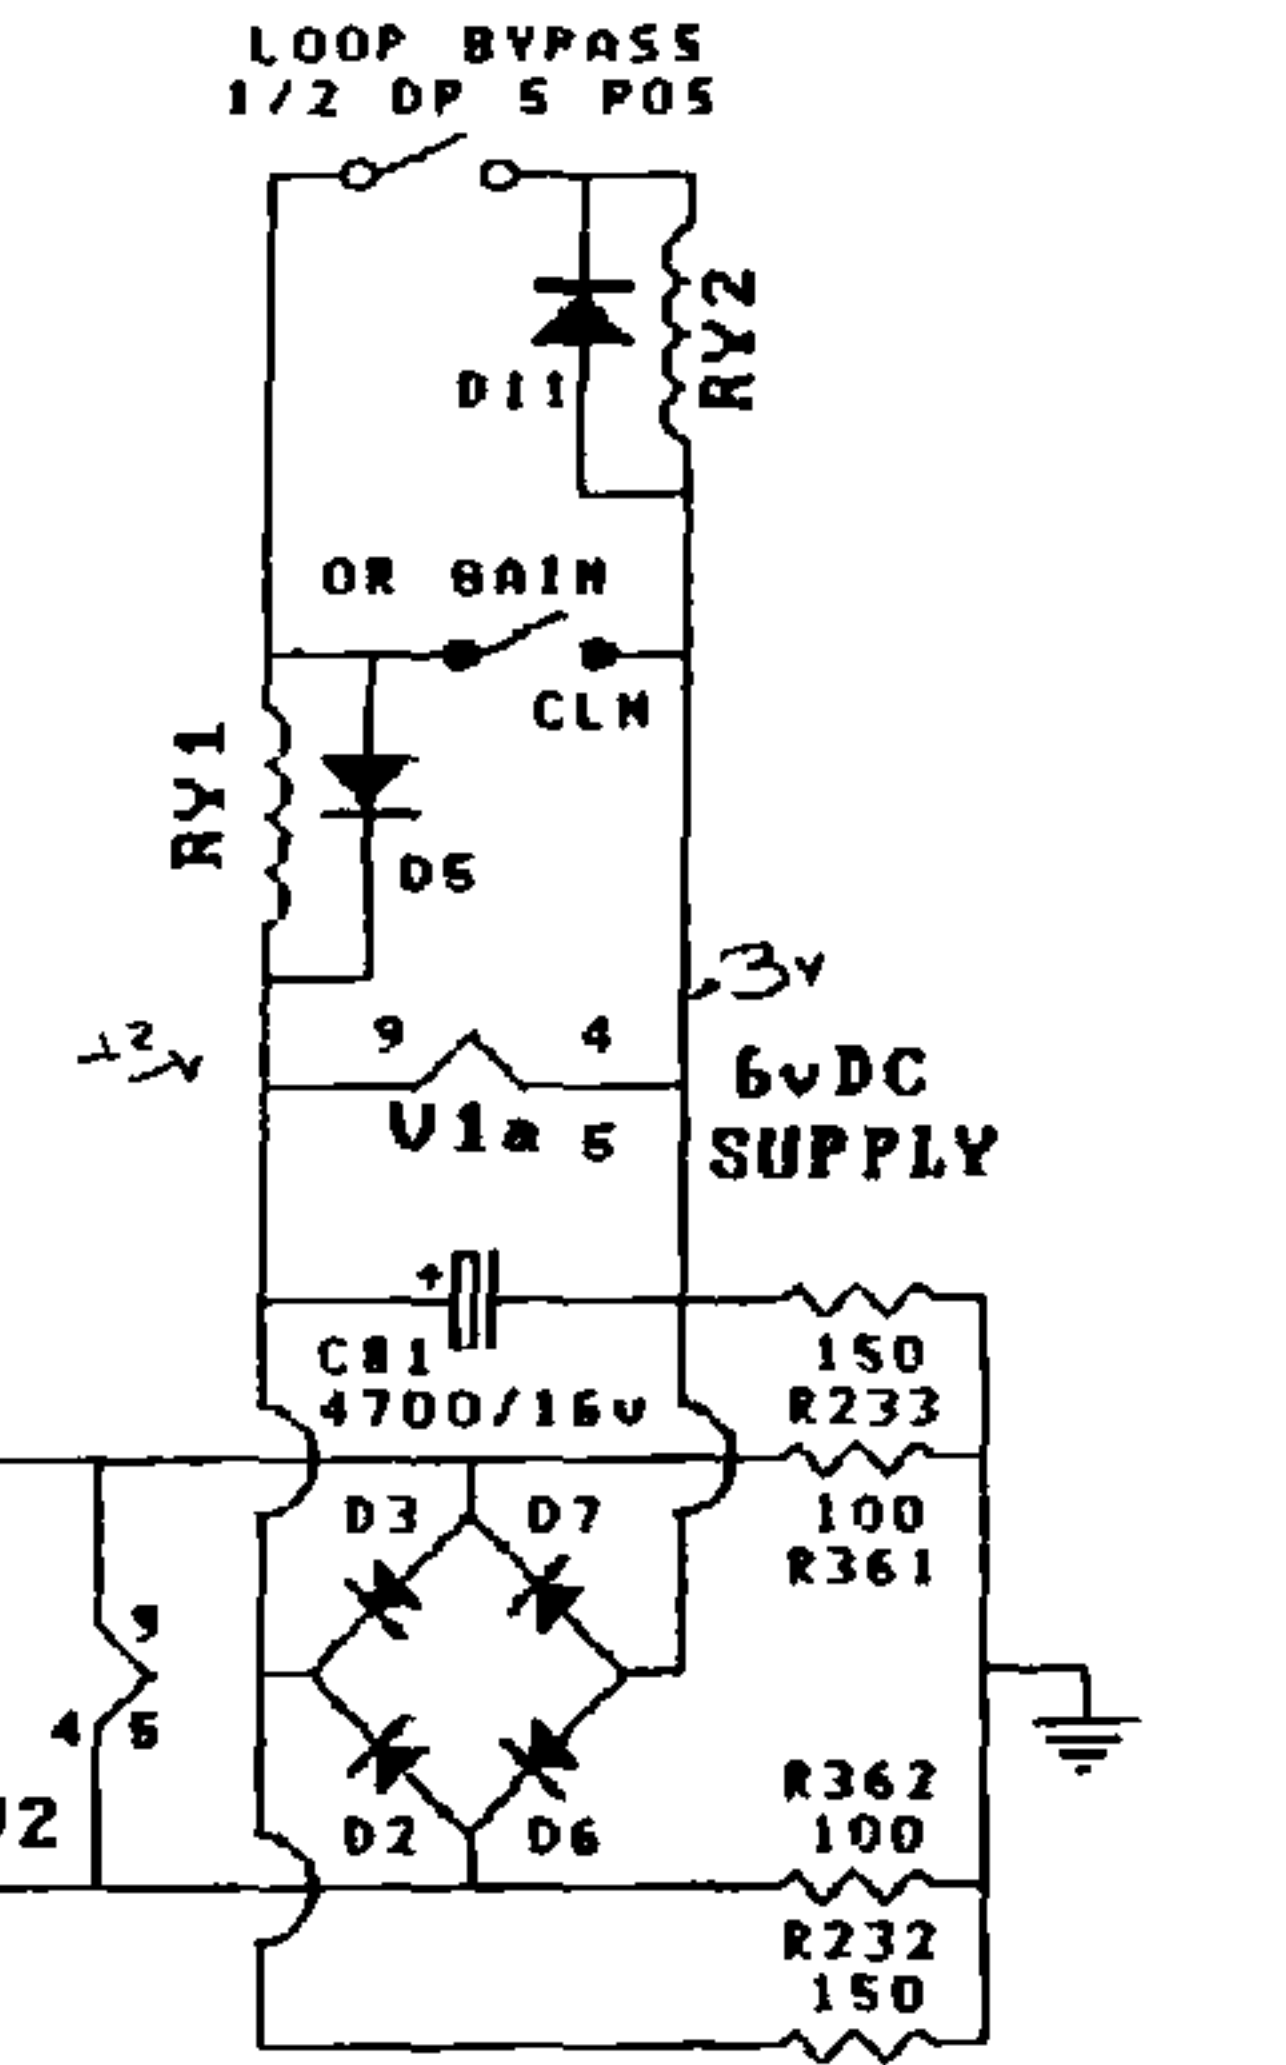 LOOP BYPASS
1/2 DP 5 POS
RY2
D11
OR GAIN
CLN
RY1
D5
-3v
+2v
9 4
V1a 5
6vDC
SUPPLY
+
150
R233
4700/16v
D3 D7
100
R361
9
4 5
R362
100
D2 D6
R232
150